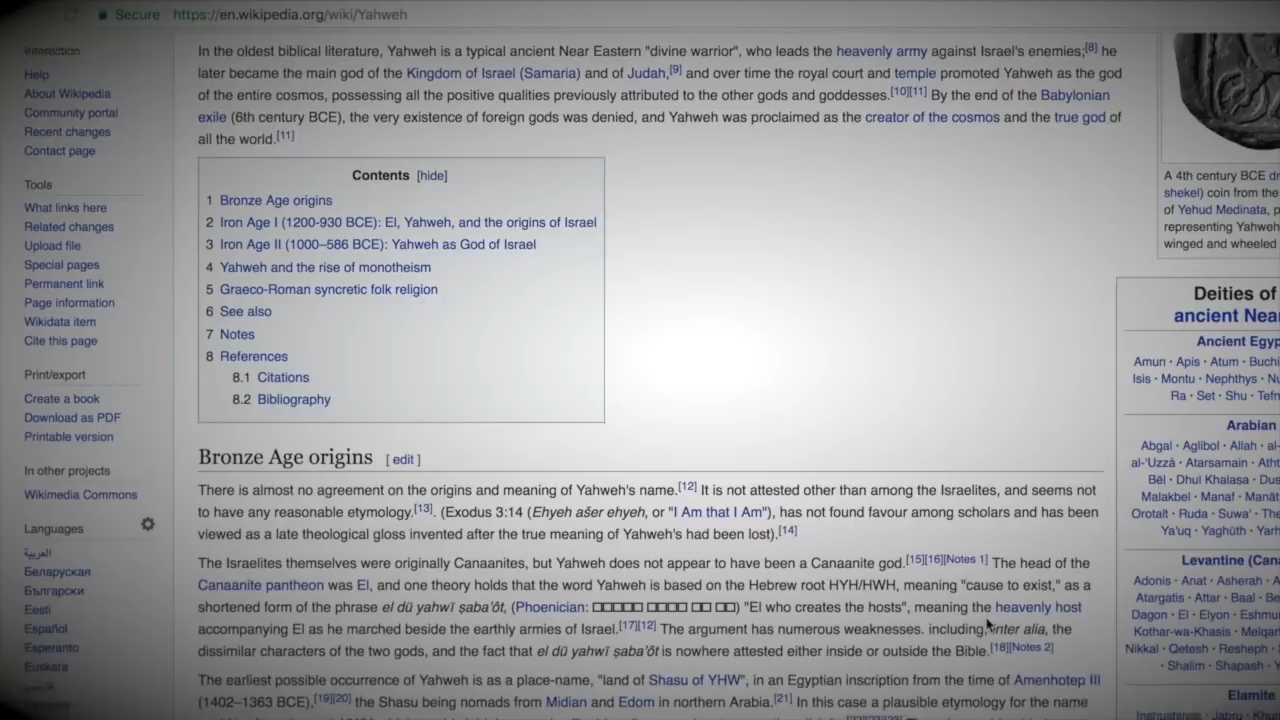 Secure https://en.wikipedia.org/wiki/Yahweh
Interaction
Help
About Wikipedia
Community portal
Recent changes
Contact page
Tools
What links here
Related changes
Upload file
Special pages
Permanent link
Page information
Wikidata item
Cite this page
Print/export
Create a book
Download as PDF
Printable version
In other projects
Wikimedia Commons
Languages
العربية
Беларуская
Български
Eesti
Español
Esperanto
Euskara
فارسی
In the oldest biblical literature, Yahweh is a typical ancient Near Eastern "divine warrior", who leads the heavenly army against Israel's enemies;[8] he
later became the main god of the Kingdom of Israel (Samaria) and of Judah,[9] and over time the royal court and temple promoted Yahweh as the god
of the entire cosmos, possessing all the positive qualities previously attributed to the other gods and goddesses.[10][11] By the end of the Babylonian
exile (6th century BCE), the very existence of foreign gods was denied, and Yahweh was proclaimed as the creator of the cosmos and the true god of
all the world.[11]
Contents [hide]
1 Bronze Age origins
2 Iron Age I (1200-930 BCE): El, Yahweh, and the origins of Israel
3 Iron Age II (1000–586 BCE): Yahweh as God of Israel
4 Yahweh and the rise of monotheism
5 Graeco-Roman syncretic folk religion
6 See also
7 Notes
8 References
8.1 Citations
8.2 Bibliography
Bronze Age origins [ edit ]
There is almost no agreement on the origins and meaning of Yahweh's name.[12] It is not attested other than among the Israelites, and seems not
to have any reasonable etymology.[13]. (Exodus 3:14 (Ehyeh ašer ehyeh, or "I Am that I Am"), has not found favour among scholars and has been
viewed as a late theological gloss invented after the true meaning of Yahweh's had been lost).[14]
The Israelites themselves were originally Canaanites, but Yahweh does not appear to have been a Canaanite god.[15][16][Notes 1] The head of the
Canaanite pantheon was El, and one theory holds that the word Yahweh is based on the Hebrew root HYH/HWH, meaning "cause to exist," as a
shortened form of the phrase el dū yahwī ṣaba'ôt, (Phoenician: □□□□□ □□□□ □□ □□) "El who creates the hosts", meaning the heavenly host
accompanying El as he marched beside the earthly armies of Israel.[17][12] The argument has numerous weaknesses. including, inter alia, the
dissimilar characters of the two gods, and the fact that el dū yahwī ṣaba'ôt is nowhere attested either inside or outside the Bible.[18][Notes 2]
The earliest possible occurrence of Yahweh is as a place-name, "land of Shasu of YHW", in an Egyptian inscription from the time of Amenhotep III
(1402–1363 BCE),[19][20] the Shasu being nomads from Midian and Edom in northern Arabia.[21] In this case a plausible etymology for the name
A 4th century BCE dr
shekel) coin from the
of Yehud Medinata, p
representing Yahweh
winged and wheeled
Deities of
ancient Near
Ancient Egyp
Amun · Apis · Atum · Buchi
Isis · Montu · Nephthys · Nu
Ra · Set · Shu · Tefn
Arabian
Abgal · Aglibol · Allah · al-
al-'Uzzá · Atarsamain · Atht
Bēl · Dhul Khalasa · Dus
Malakbel · Manaf · Manāt
Orotalt · Ruda · Suwa' · The
Ya'uq · Yaghūth · Yarh
Levantine (Can
Adonis · Anat · Asherah · A
Atargatis · Attar · Baal · Be
Dagon · El · Elyon · Eshmu
Kothar-wa-Khasis · Melqar
Nikkal · Qetesh · Resheph ·
· Shalim · Shapash · Y
Elamite